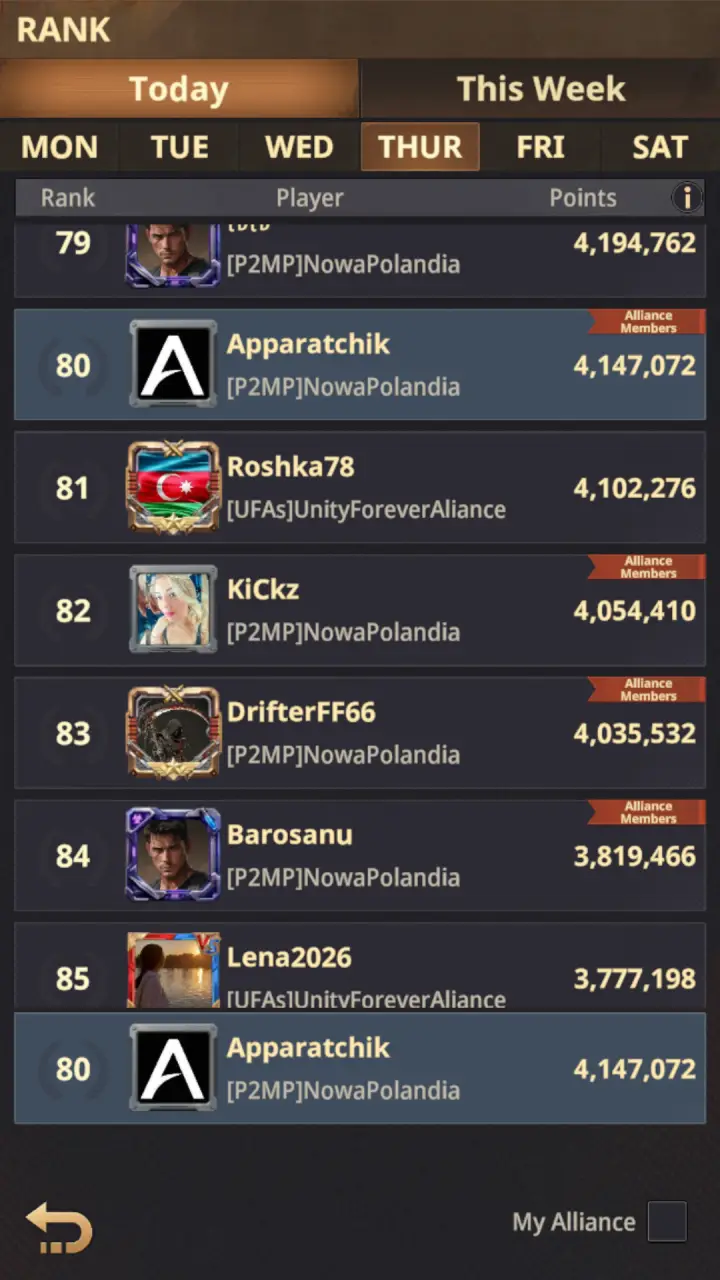 RANK
Today
This Week
MON
TUE
WED
THUR
FRI
SAT
Rank
Player
Points
79
[P2MP]NowaPolandia
4,194,762
Alliance
Members
80
Apparatchik
[P2MP]NowaPolandia
4,147,072
81
Roshka78
[UFAs]UnityForeverAliance
4,102,276
Alliance
Members
82
KiCkz
[P2MP]NowaPolandia
4,054,410
Alliance
Members
83
DrifterFF66
[P2MP]NowaPolandia
4,035,532
Alliance
Members
84
Barosanu
[P2MP]NowaPolandia
3,819,466
85
Lena2026
[UFAs]UnityForeverAliance
3,777,198
80
Apparatchik
[P2MP]NowaPolandia
4,147,072
My Alliance